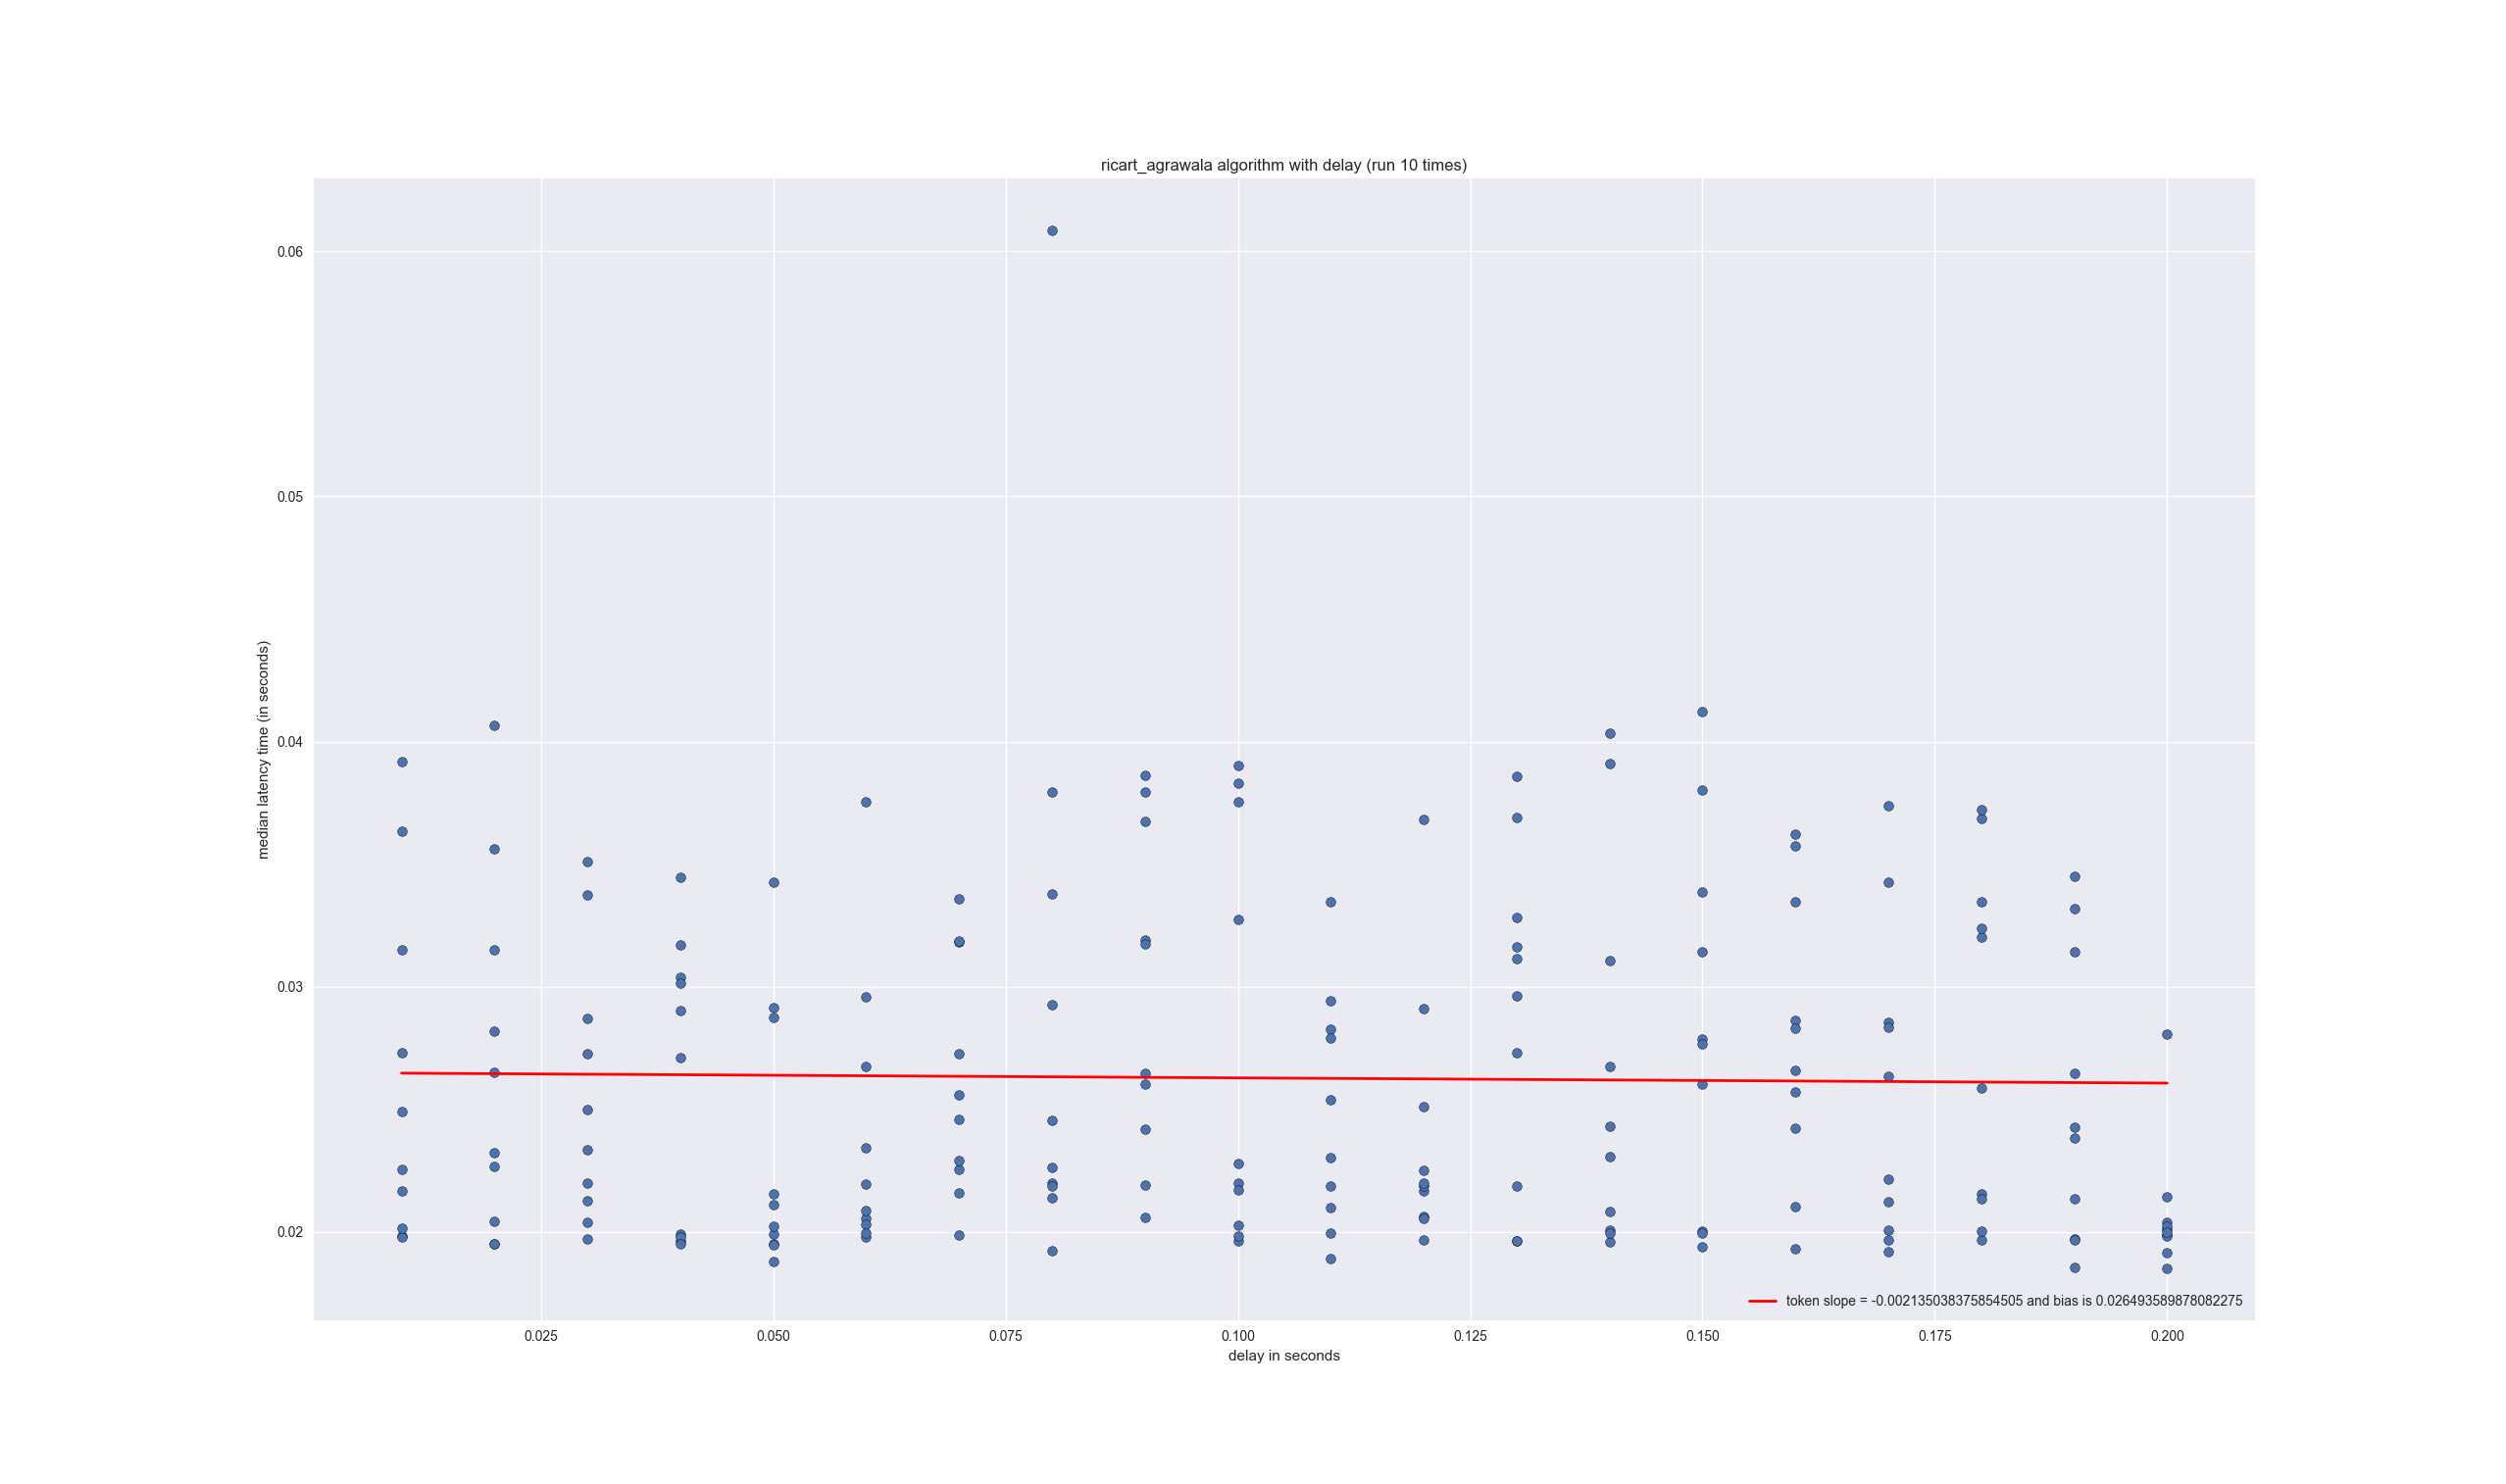 ricart_agrawala algorithm with delay (run 10 times)
0.06
0.05
0.04
0.03
0.02
median latency time (in seconds)
token slope = -0.002135038375854505 and bias is 0.026493589878082275
0.025 0.050 0.075 0.100 0.125 0.150 0.175 0.200
delay in seconds